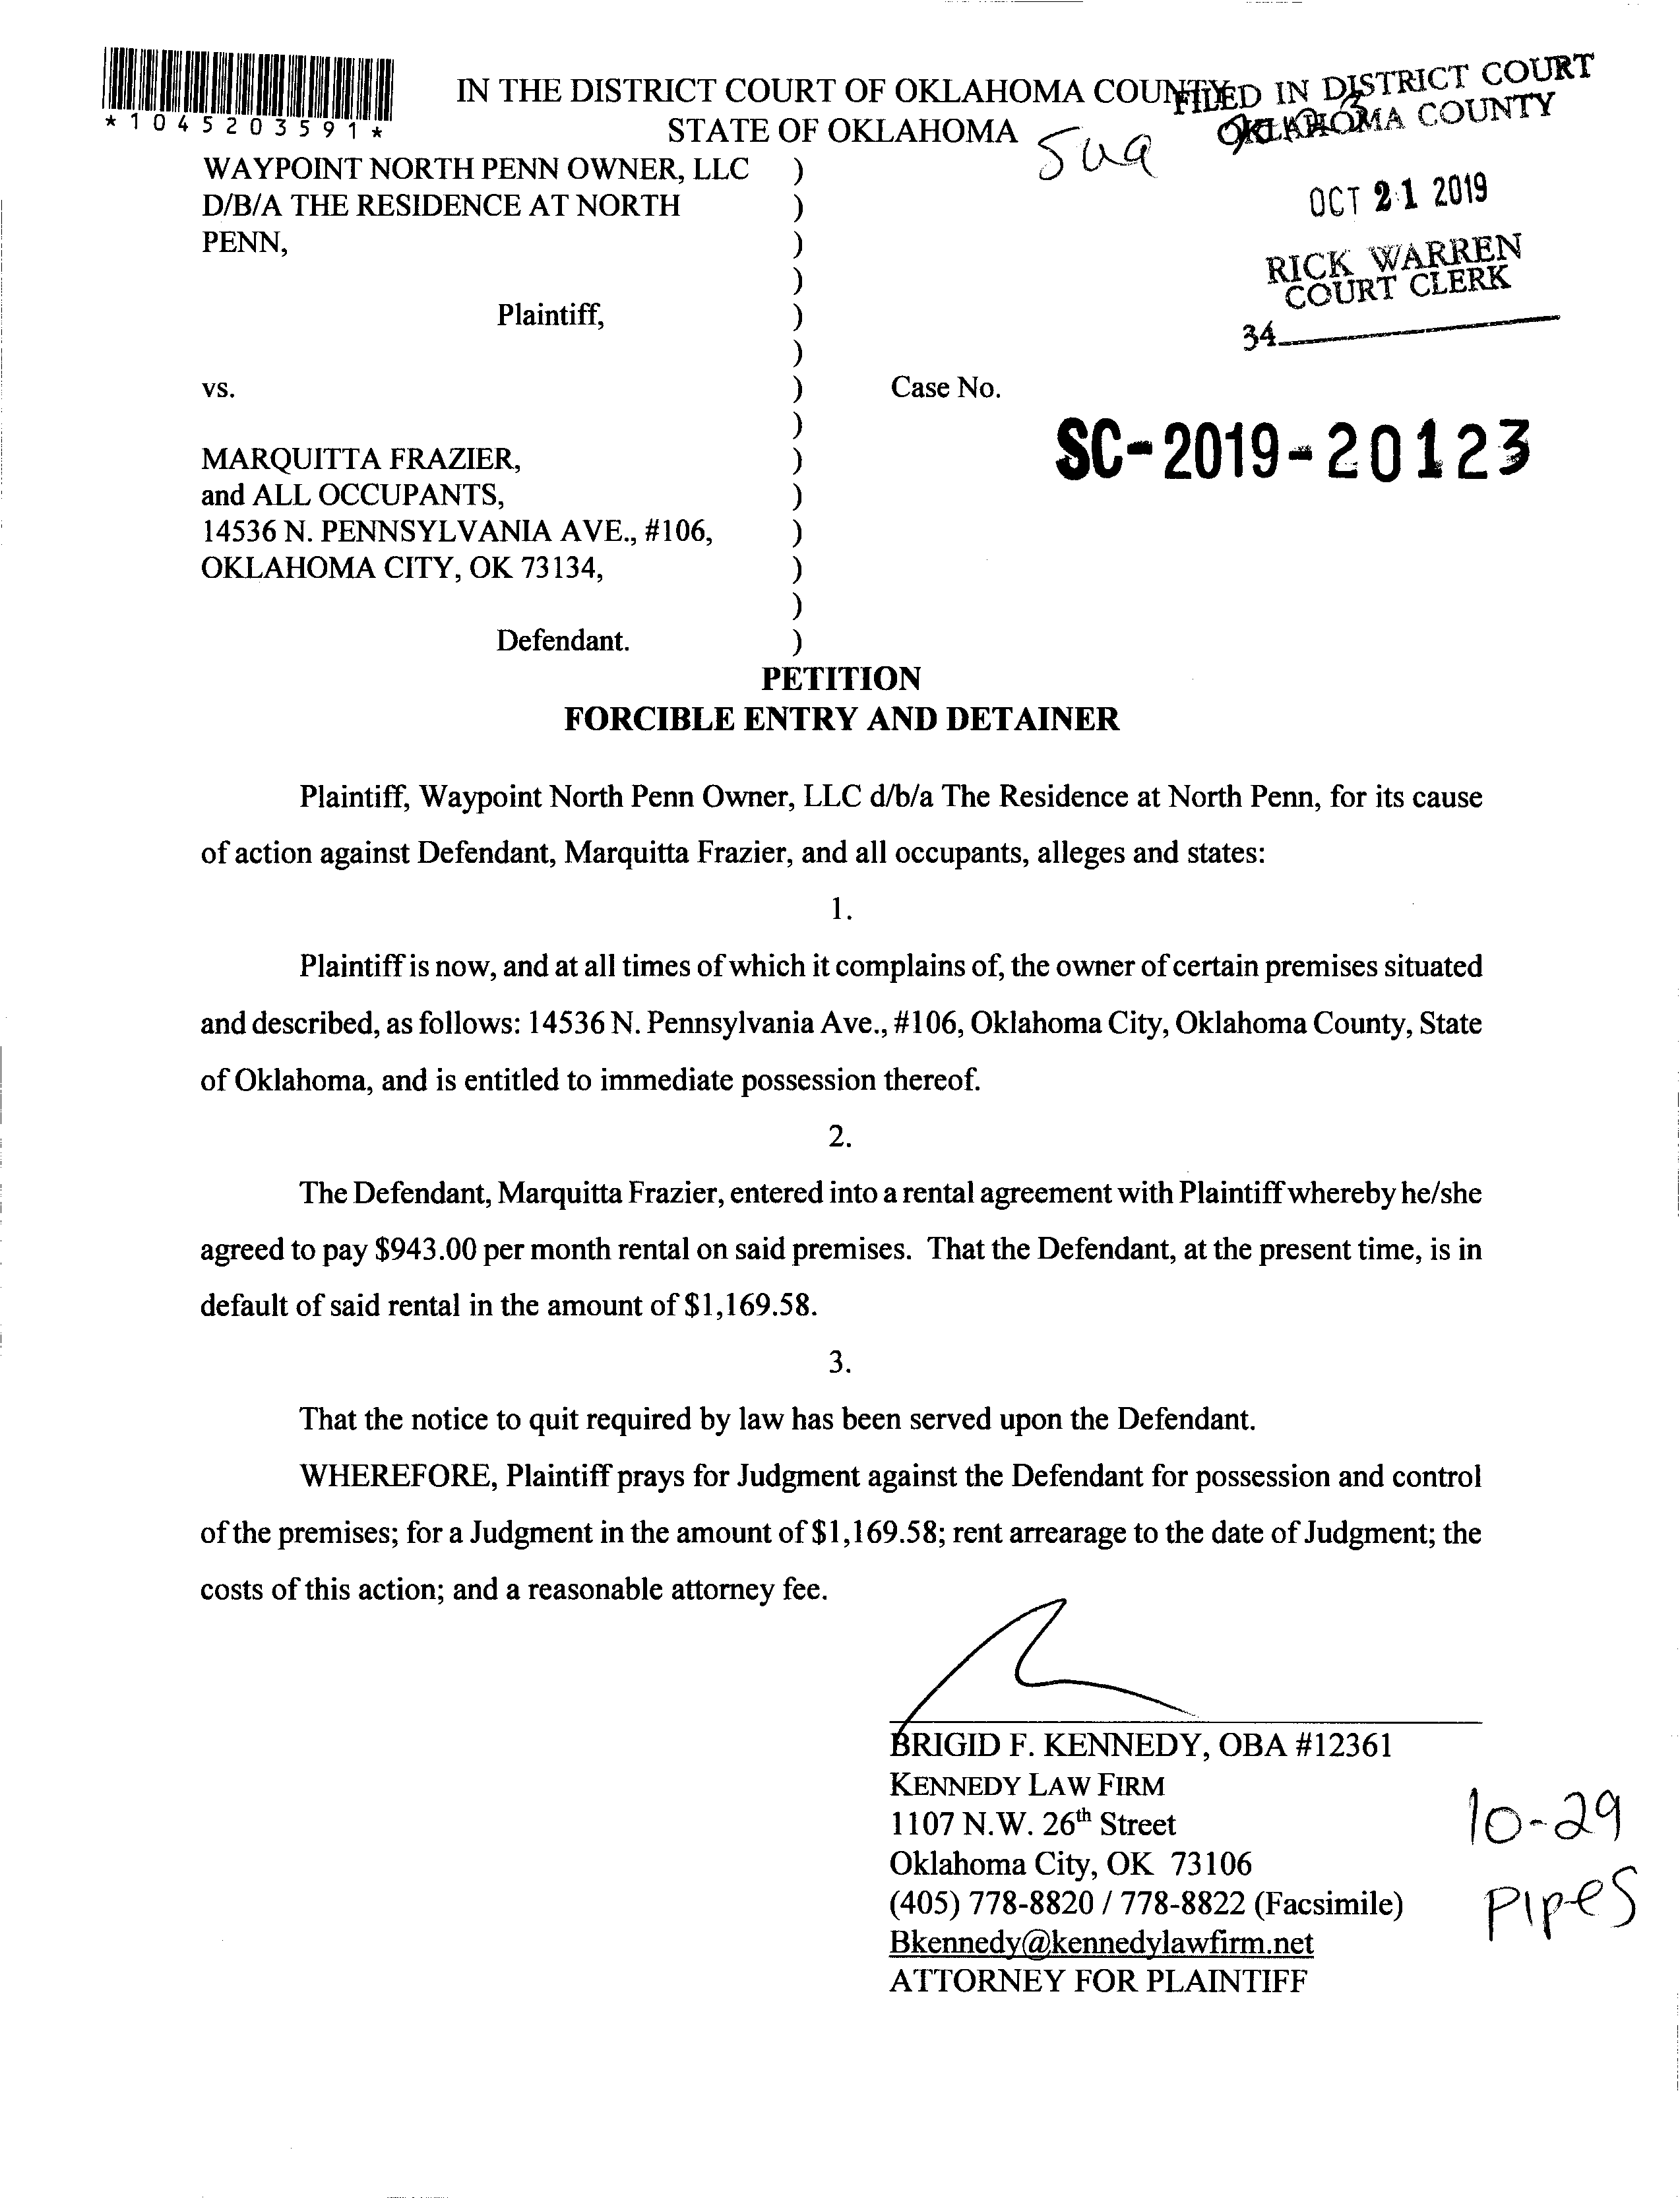 *1045203591*
IN THE DISTRICT COURT OF OKLAHOMA COUNTY
STATE OF OKLAHOMA
FILED IN DISTRICT COURT
OKLAHOMA COUNTY
OCT 21 2019
RICK WARREN
COURT CLERK
34
WAYPOINT NORTH PENN OWNER, LLC )
D/B/A THE RESIDENCE AT NORTH )
PENN, )
)
Plaintiff, )
)
vs. ) Case No.
)
SC-2019-20123
MARQUITTA FRAZIER, )
and ALL OCCUPANTS, )
14536 N. PENNSYLVANIA AVE., #106, )
OKLAHOMA CITY, OK 73134, )
)
Defendant. )
PETITION
FORCIBLE ENTRY AND DETAINER
Plaintiff, Waypoint North Penn Owner, LLC d/b/a The Residence at North Penn, for its cause
of action against Defendant, Marquitta Frazier, and all occupants, alleges and states:
1.
Plaintiff is now, and at all times of which it complains of, the owner of certain premises situated
and described, as follows: 14536 N. Pennsylvania Ave., #106, Oklahoma City, Oklahoma County, State
of Oklahoma, and is entitled to immediate possession thereof.
2.
The Defendant, Marquitta Frazier, entered into a rental agreement with Plaintiff whereby he/she
agreed to pay $943.00 per month rental on said premises. That the Defendant, at the present time, is in
default of said rental in the amount of $1,169.58.
3.
That the notice to quit required by law has been served upon the Defendant.
WHEREFORE, Plaintiff prays for Judgment against the Defendant for possession and control
of the premises; for a Judgment in the amount of $1,169.58; rent arrearage to the date of Judgment; the
costs of this action; and a reasonable attorney fee.
BRIGID F. KENNEDY, OBA #12361
KENNEDY LAW FIRM
1107 N.W. 26th Street
Oklahoma City, OK 73106
(405) 778-8820 / 778-8822 (Facsimile)
Bkennedy@kennedylawfirm.net
ATTORNEY FOR PLAINTIFF
10-29
Pipes